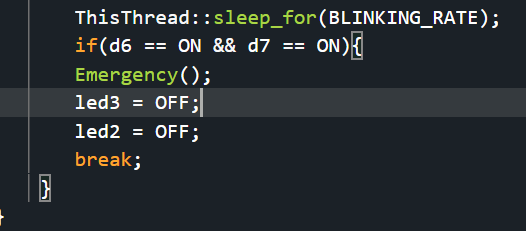 ThisThread::sleep_for(BLINKING_RATE);
if(d6 == ON && d7 == ON){
Emergency();
led3 = OFF;
led2 = OFF;
break;
}
}